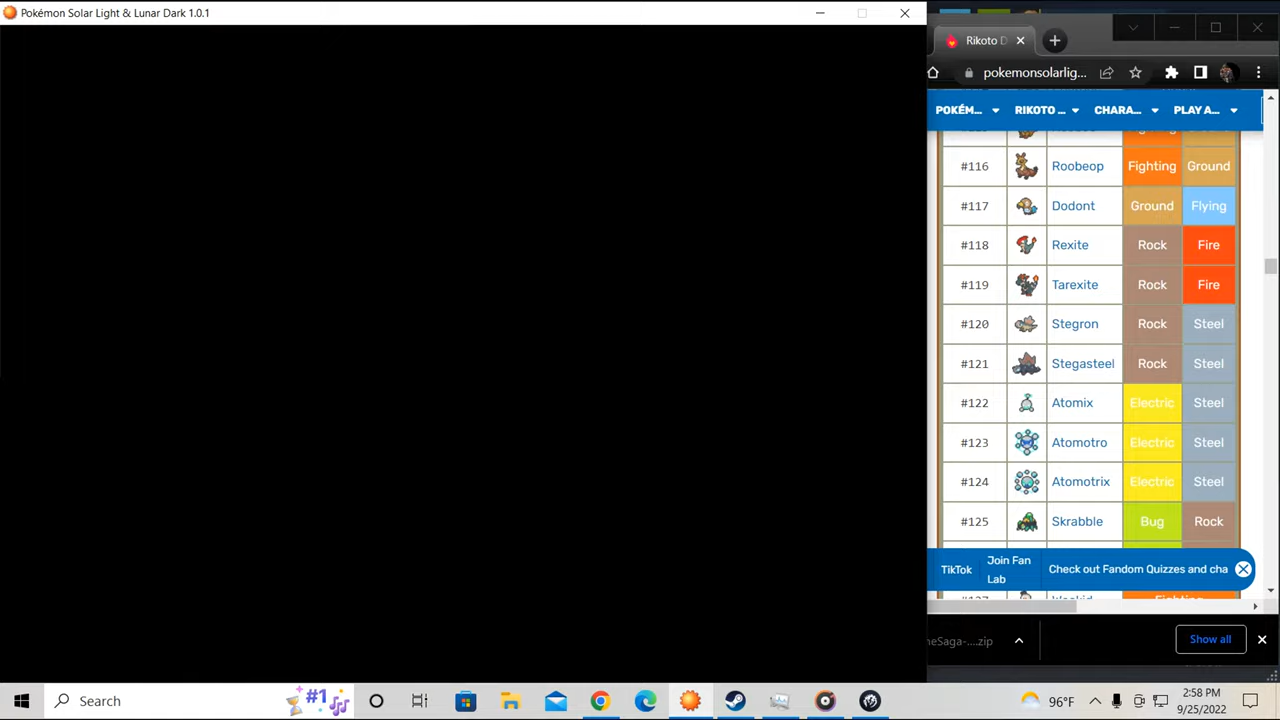 Pokémon Solar Light & Lunar Dark 1.0.1
Rikoto D
pokemonsolarlig...
POKÉM... RIKOTO ... CHARA... PLAY A...
#116 Roobeop Fighting Ground
#117 Dodont Ground Flying
#118 Rexite Rock Fire
#119 Tarexite Rock Fire
#120 Stegron Rock Steel
#121 Stegasteel Rock Steel
#122 Atomix Electric Steel
#123 Atomotro Electric Steel
#124 Atomotrix Electric Steel
#125 Skrabble Bug Rock
TikTok Join Fan Lab Check out Fandom Quizzes and cha
neSaga-....zip
Show all
Search
#1
96°F
2:58 PM
9/25/2022